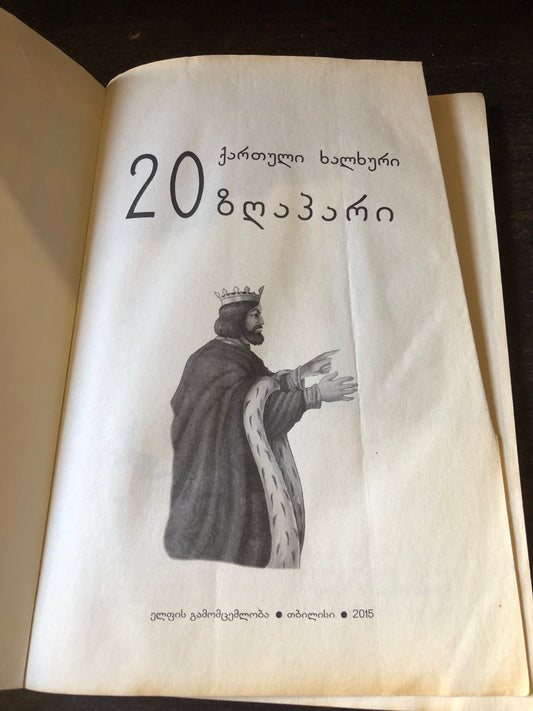 20 ქართული ხალხური
ზღაპარი
ელფის გამომცემლობა ● თბილისი ● 2015